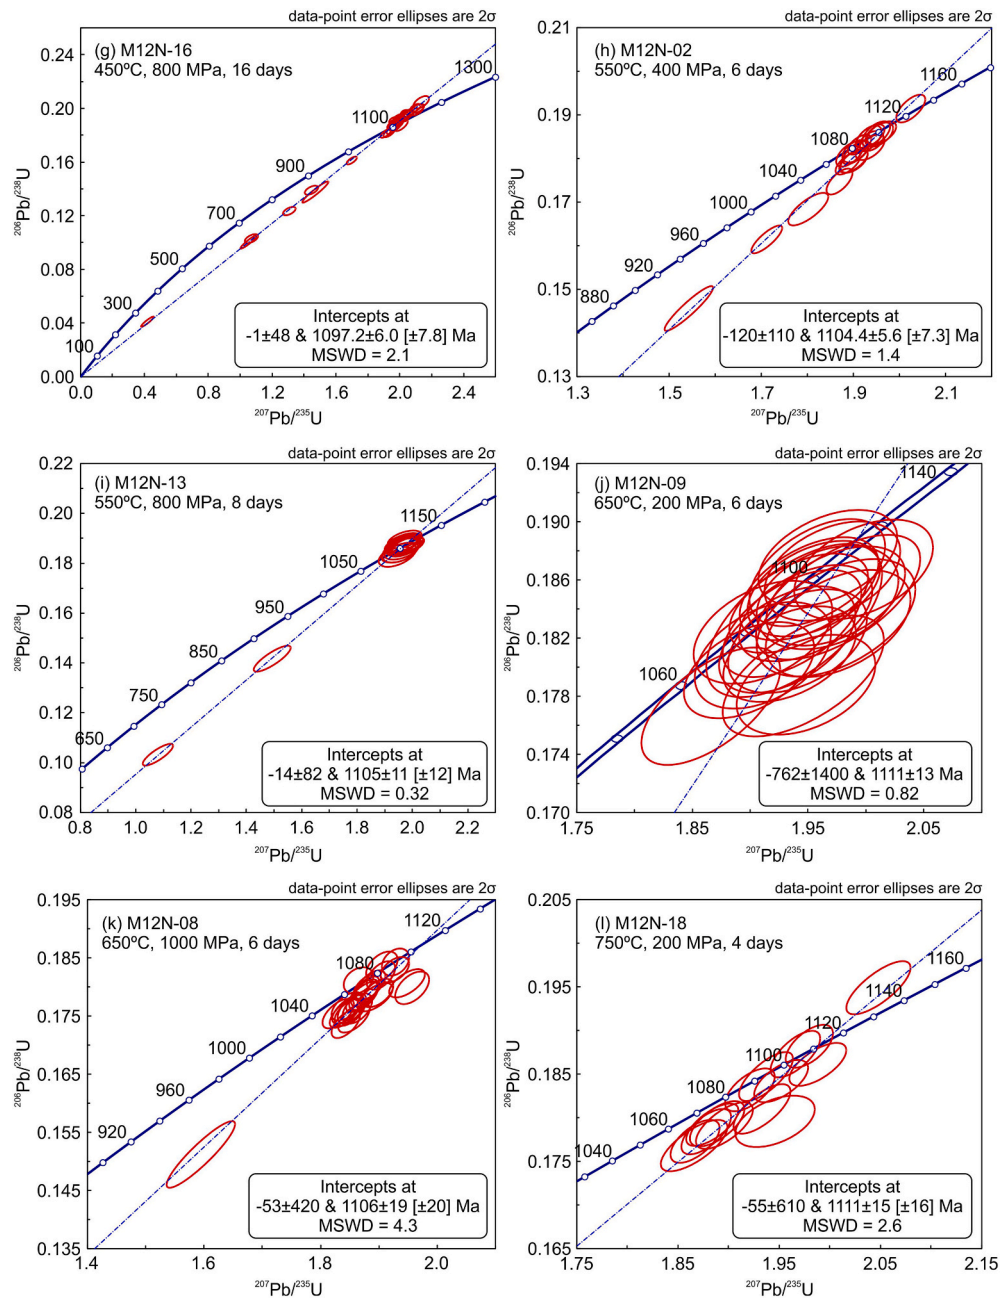 data-point error ellipses are 2σ
(g) M12N-16
450ºC, 800 MPa, 16 days
0.24
0.20
0.16
0.12
0.08
0.04
0.00
206Pb/238U
100
300
500
700
900
1100
1300
Intercepts at
-1±48 & 1097.2±6.0 [±7.8] Ma
MSWD = 2.1
0.0 0.4 0.8 1.2 1.6 2.0 2.4
207Pb/235U
data-point error ellipses are 2σ
(h) M12N-02
550ºC, 400 MPa, 6 days
0.21
0.19
0.17
0.15
0.13
206Pb/238U
880
920
960
1000
1040
1080
1120
1160
Intercepts at
-120±110 & 1104.4±5.6 [±7.3] Ma
MSWD = 1.4
1.3 1.5 1.7 1.9 2.1
207Pb/235U
data-point error ellipses are 2σ
(i) M12N-13
550ºC, 800 MPa, 8 days
0.22
0.20
0.18
0.16
0.14
0.12
0.10
0.08
206Pb/238U
650
750
850
950
1050
1150
Intercepts at
-14±82 & 1105±11 [±12] Ma
MSWD = 0.32
0.8 1.0 1.2 1.4 1.6 1.8 2.0 2.2
207Pb/235U
data-point error ellipses are 2σ
(j) M12N-09
650ºC, 200 MPa, 6 days
0.194
0.190
0.186
0.182
0.178
0.174
0.170
206Pb/238U
1060
1100
1140
Intercepts at
-762±1400 & 1111±13 Ma
MSWD = 0.82
1.75 1.85 1.95 2.05
207Pb/235U
data-point error ellipses are 2σ
(k) M12N-08
650ºC, 1000 MPa, 6 days
0.195
0.185
0.175
0.165
0.155
0.145
0.135
206Pb/238U
920
960
1000
1040
1080
1120
Intercepts at
-53±420 & 1106±19 [±20] Ma
MSWD = 4.3
1.4 1.6 1.8 2.0
207Pb/235U
data-point error ellipses are 2σ
(l) M12N-18
750ºC, 200 MPa, 4 days
0.205
0.195
0.185
0.175
0.165
206Pb/238U
1040
1060
1080
1100
1120
1140
1160
Intercepts at
-55±610 & 1111±15 [±16] Ma
MSWD = 2.6
1.75 1.85 1.95 2.05 2.15
207Pb/235U